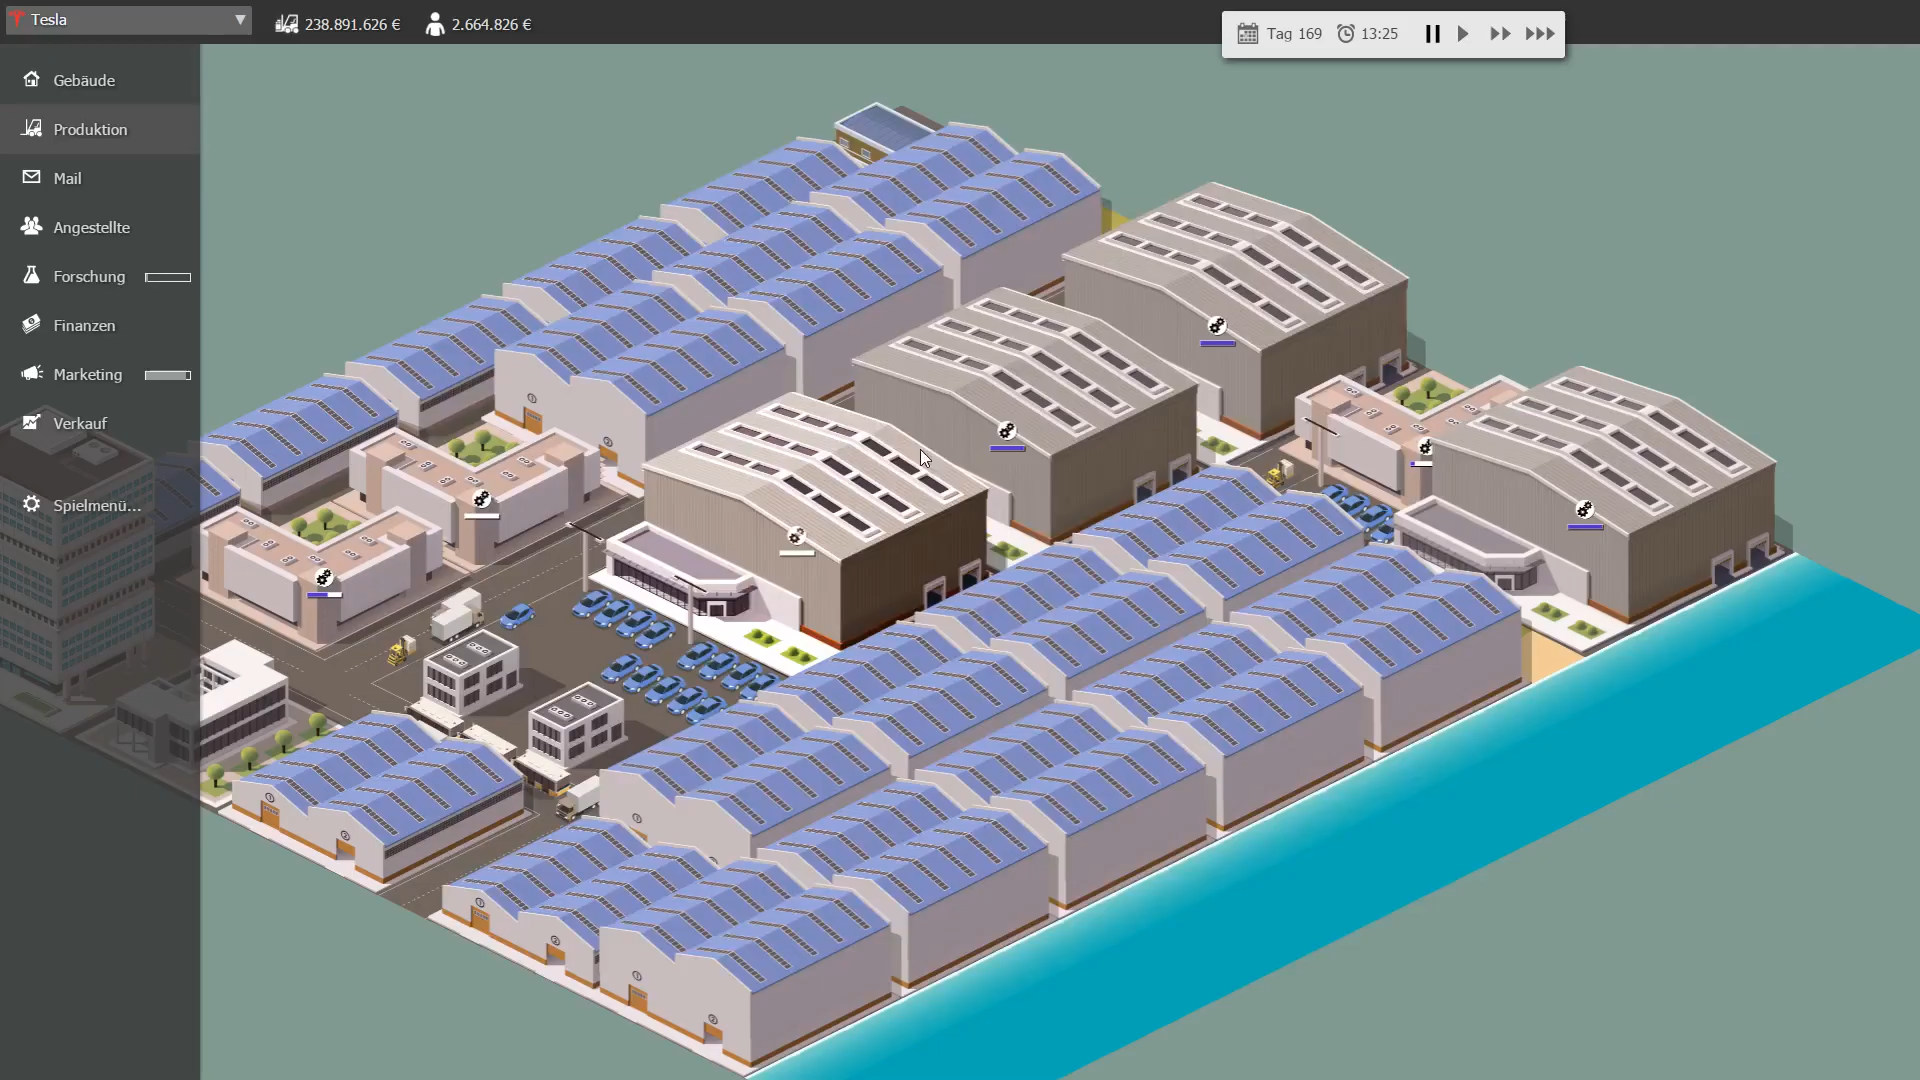 Tesla
238.891.626 €
2.664.826 €
Tag 169
13:25
Gebäude
Produktion
Mail
Angestellte
Forschung
Finanzen
Marketing
Verkauf
Spielmenü...